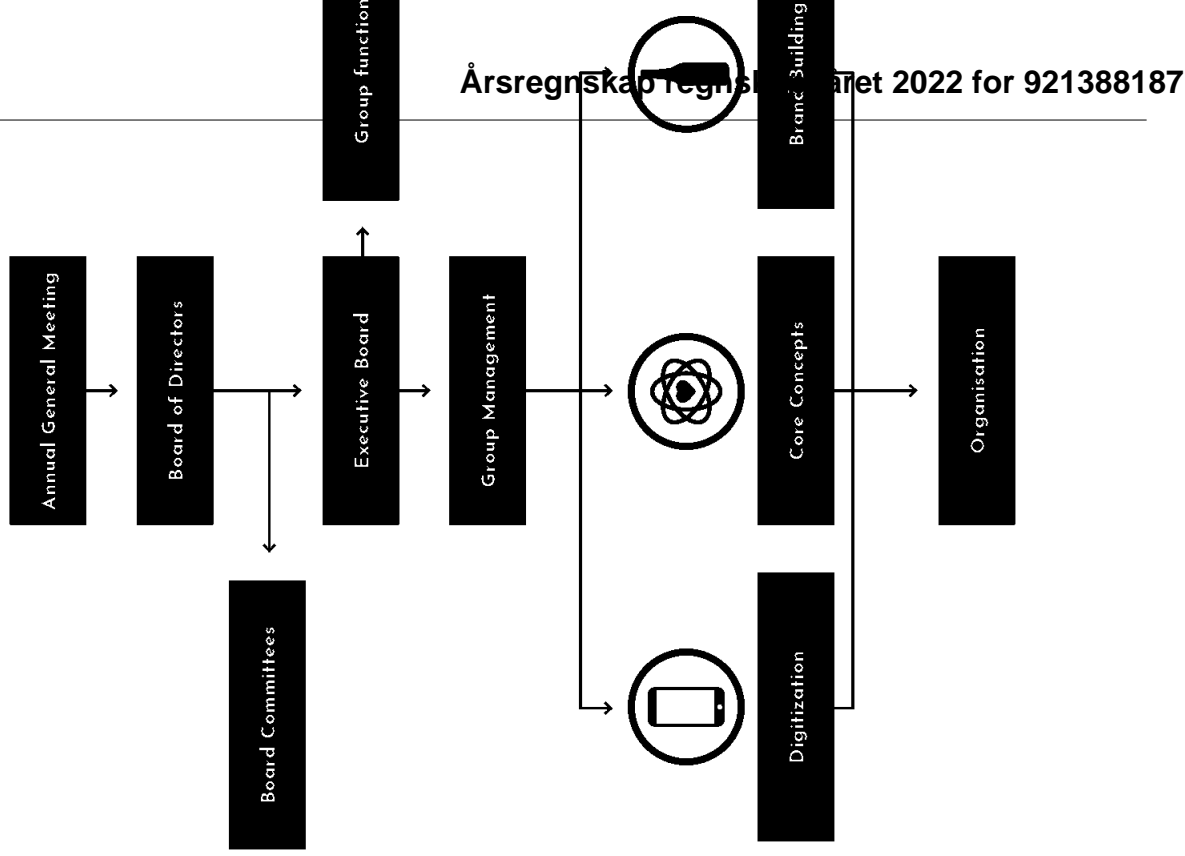 Årsregnskap regnskapsåret 2022 for 921388187
Group function
Brand Building
Annual General Meeting
Board of Directors
Executive Board
Group Management
Core Concepts
Organisation
Board Committees
Digitization